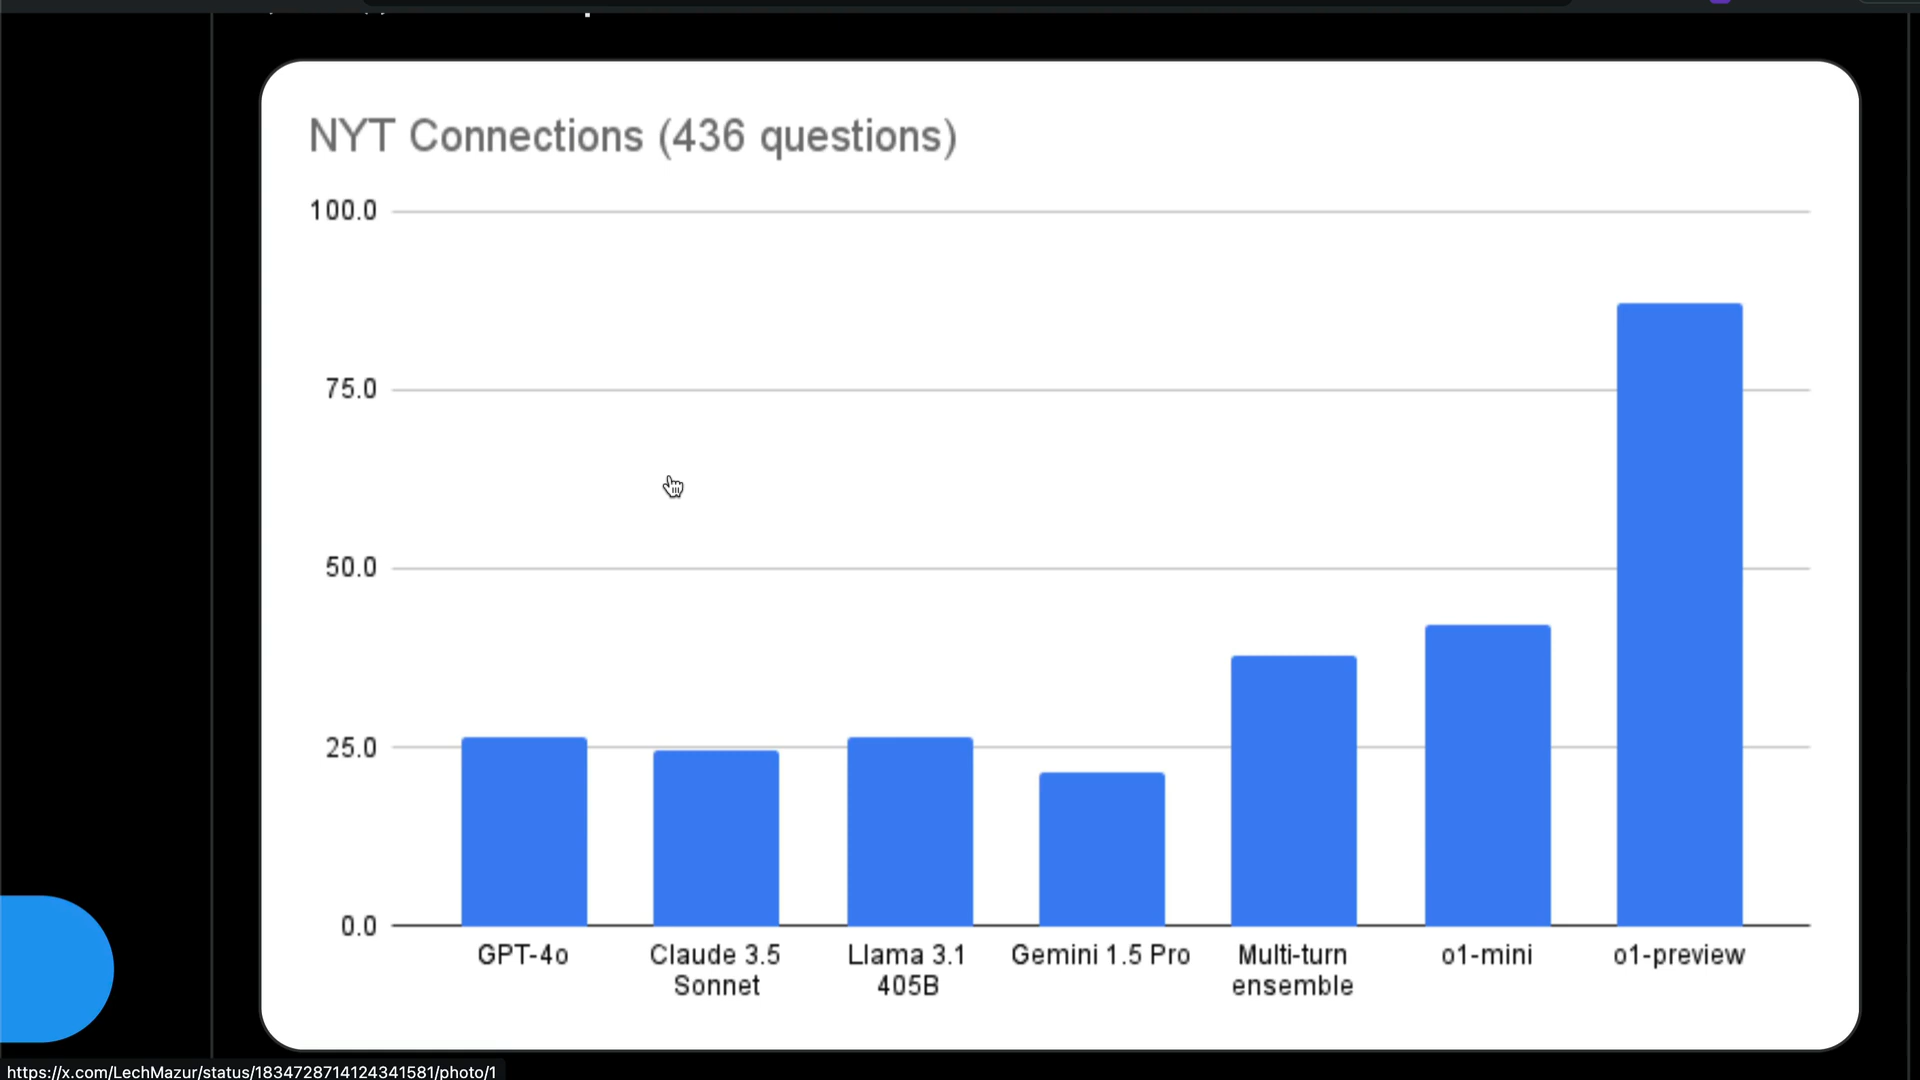 NYT Connections (436 questions)
100.0
75.0
50.0
25.0
0.0
GPT-4o
Claude 3.5
Sonnet
Llama 3.1
405B
Gemini 1.5 Pro
Multi-turn
ensemble
o1-mini
o1-preview
https://x.com/LechMazur/status/1834728714124341581/photo/1